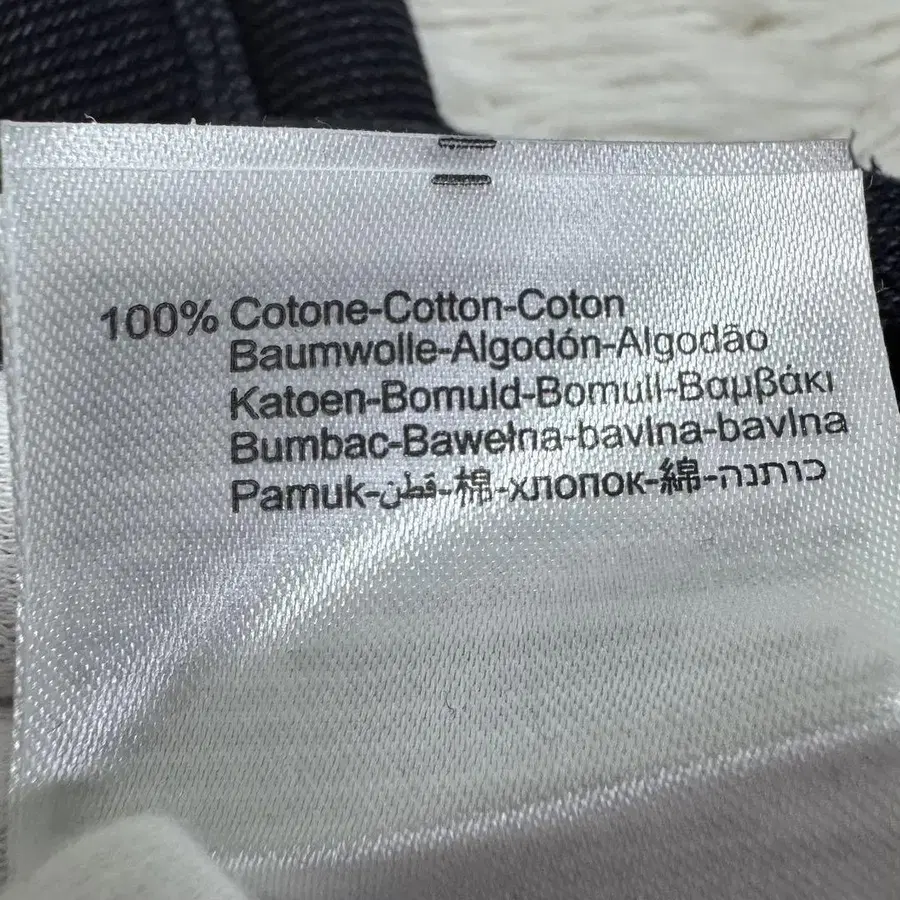 100% Cotone-Cotton-Coton
Baumwolle-Algodón-Algodão
Katoen-Bomuld-Bomull-Βαμβάκι
Bumbac-Bawełna-bavlna-bavlna
Pamuk-قطن-棉-хлопок-綿-כותנה